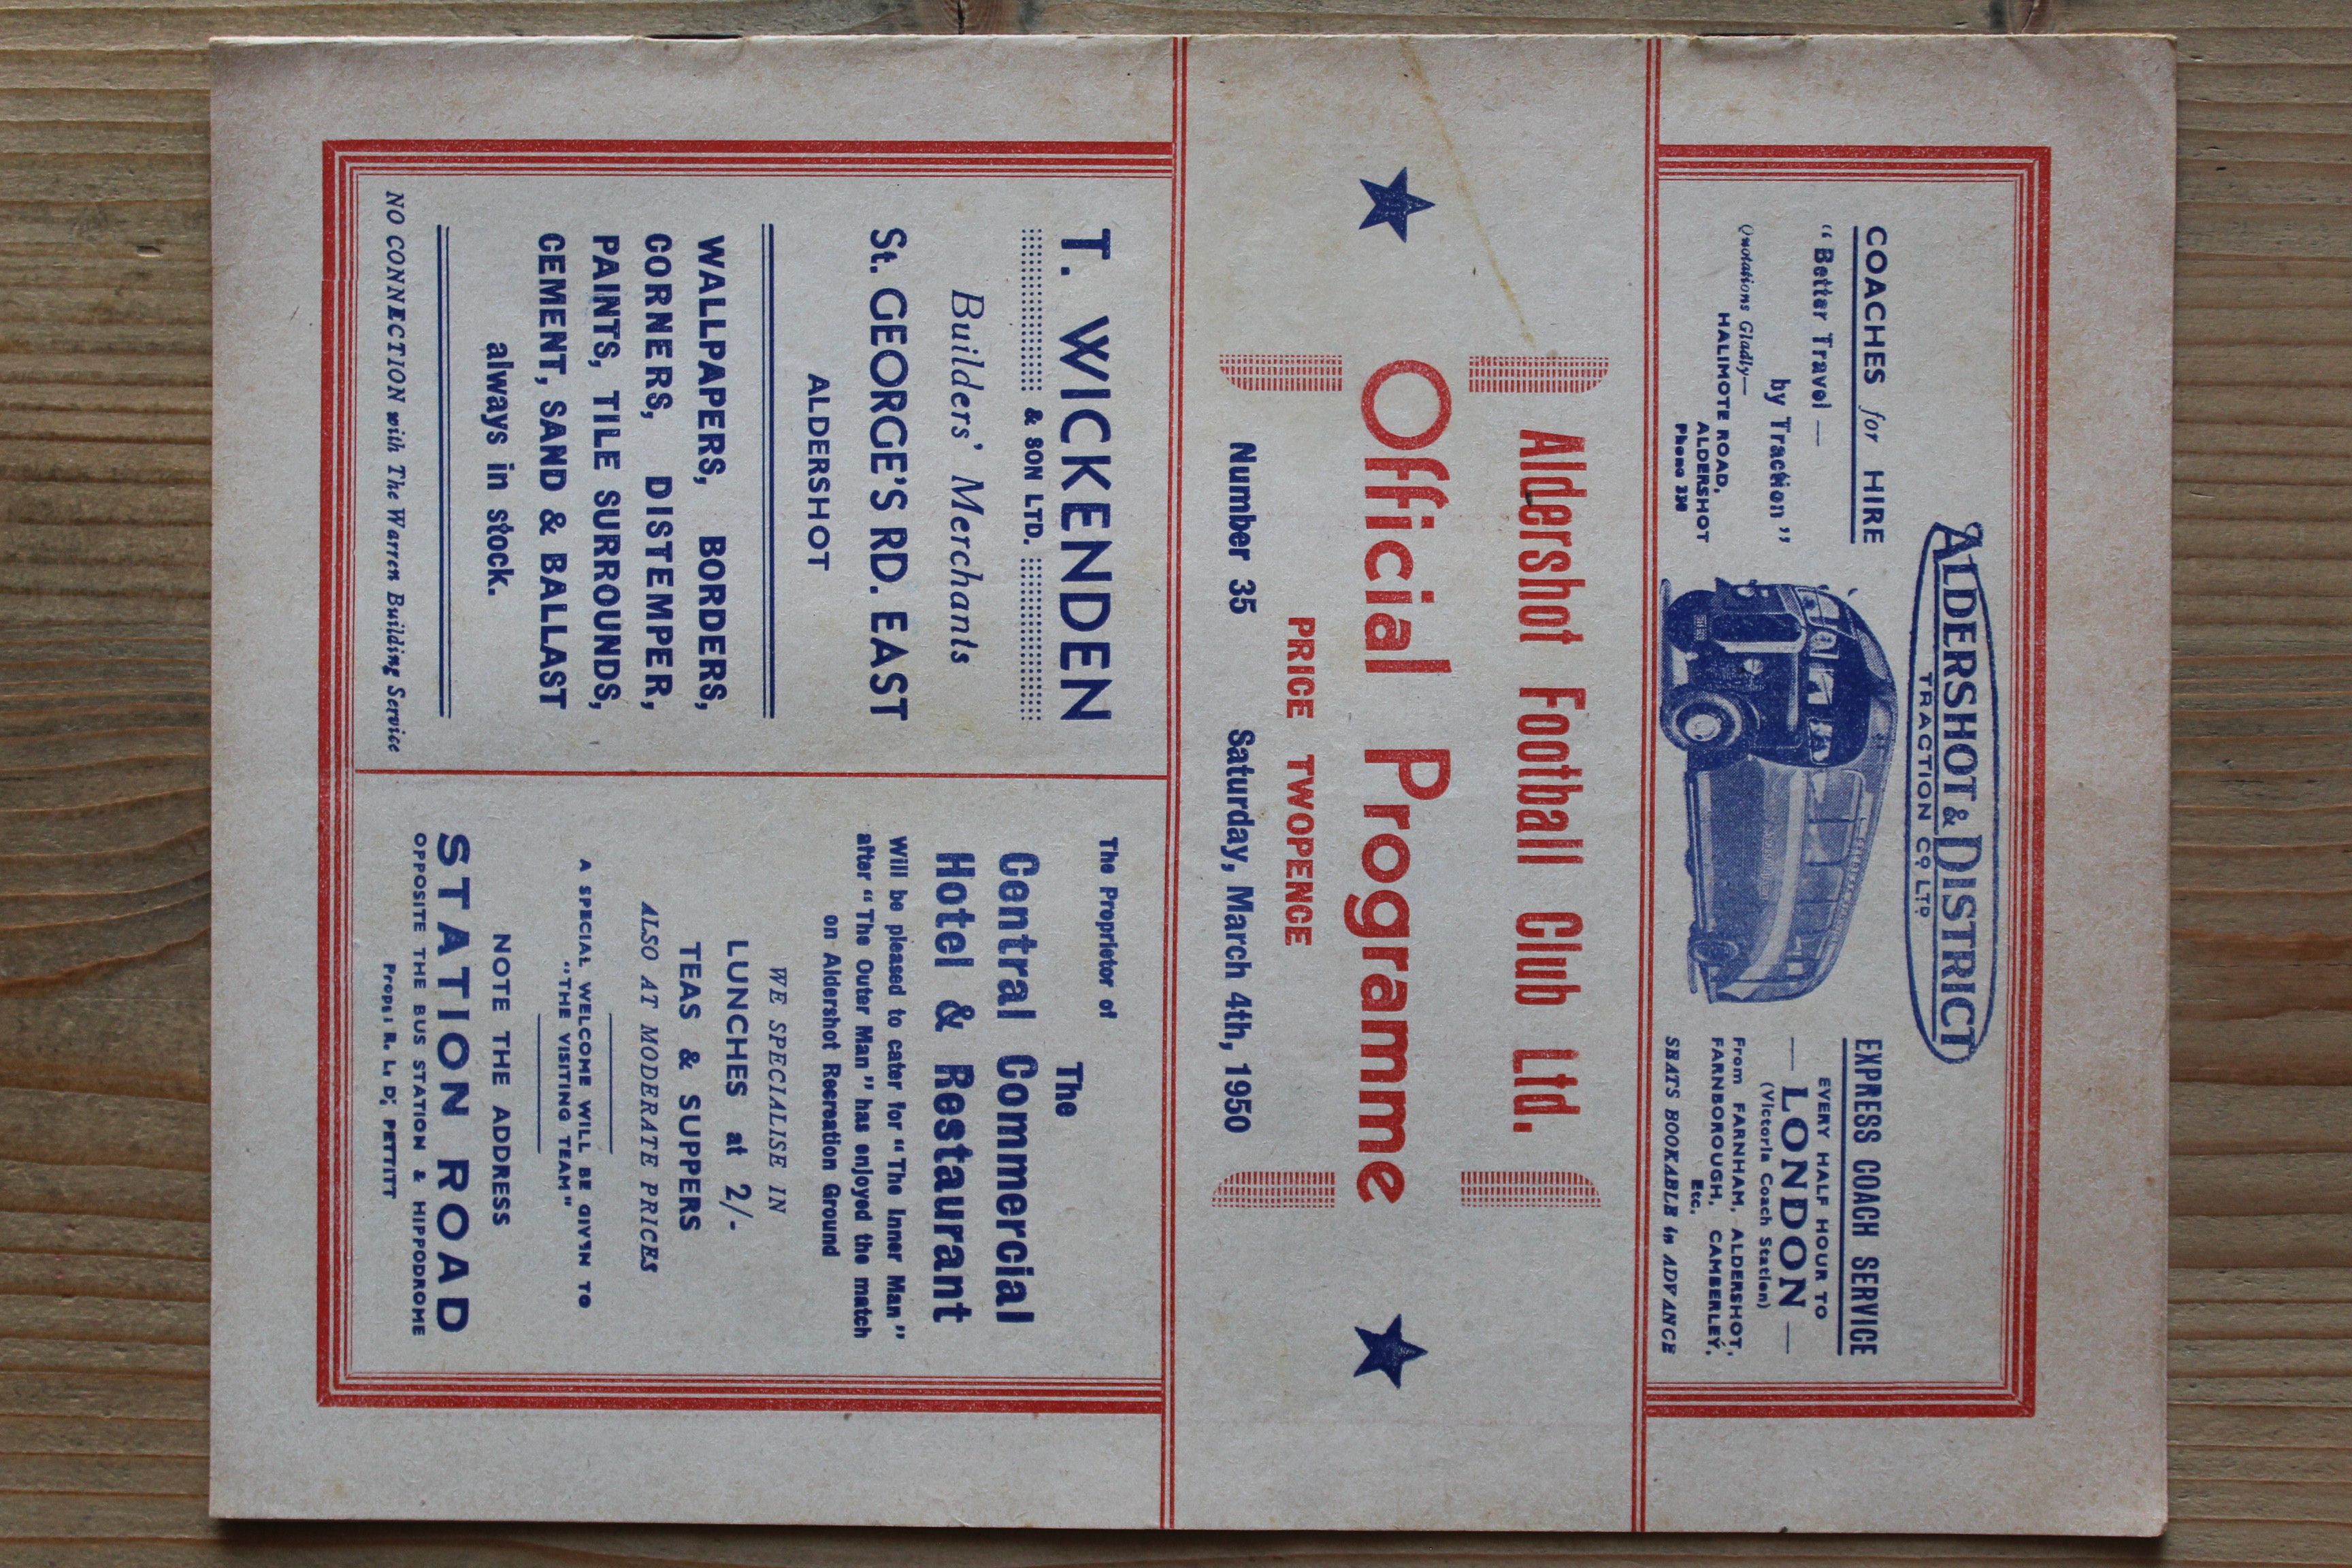 ALDERSHOT & DISTRICT
TRACTION CO. LTD
COACHES for HIRE
"Better Travel —
by Traction"
Quotations Gladly—
HALIMOTE ROAD,
ALDERSHOT
Phone
EXPRESS COACH SERVICE
EVERY HALF HOUR TO
— LONDON —
(Victoria Coach Station)
From FARNHAM, ALDERSHOT,
FARNBOROUGH, CAMBERLEY,
Etc.
SEATS BOOKABLE in ADVANCE
Aldershot Football Club Ltd.
Official Programme
PRICE TWOPENCE
Number 35 Saturday, March 4th, 1950
T. WICKENDEN
& SON LTD.
Builders' Merchants
St. GEORGE'S RD. EAST
ALDERSHOT
WALLPAPERS, BORDERS,
CORNERS, DISTEMPER,
PAINTS, TILE SURROUNDS,
CEMENT, SAND & BALLAST
always in stock.
NO CONNECTION with The Warren Building Service
The Proprietor of
The
Central Commercial
Hotel & Restaurant
Will be pleased to cater for "The Inner Man"
after "The Outer Man" has enjoyed the match
on Aldershot Recreation Ground
WE SPECIALISE IN
LUNCHES at 2/-
TEAS & SUPPERS
ALSO AT MODERATE PRICES
A SPECIAL WELCOME WILL BE GIVEN TO
"THE VISITING TEAM"
NOTE THE ADDRESS
STATION ROAD
OPPOSITE THE BUS STATION & HIPPODROME
Prop.: R. L. D. PETTITT